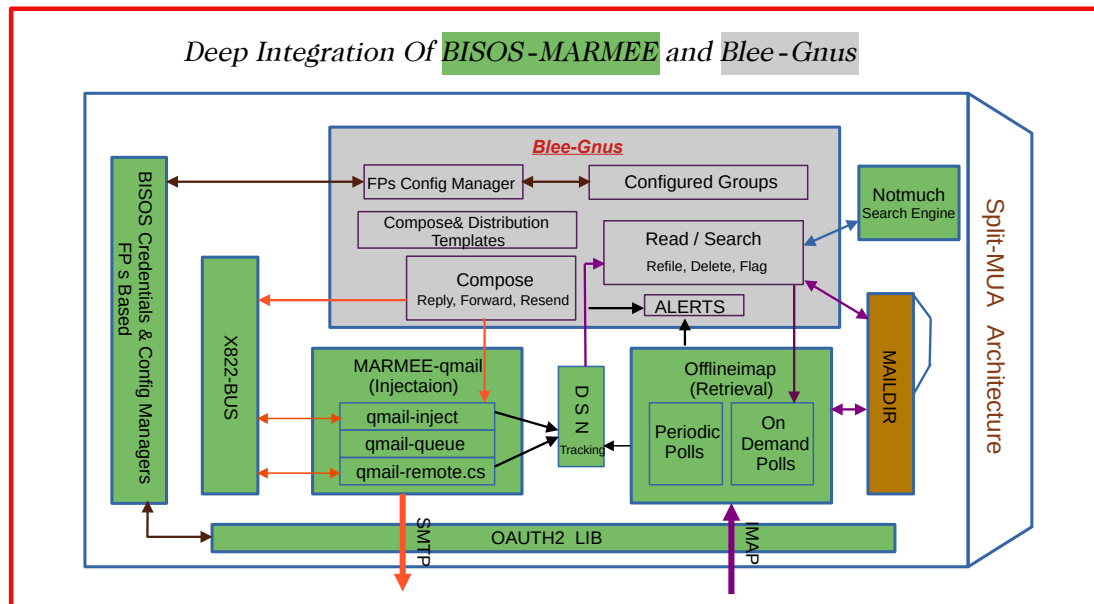 Deep Integration Of BISOS-MARMEE and Blee-Gnus
Blee-Gnus
FPs Config Manager
Configured Groups
Compose& Distribution
Templates
Read / Search
Refile, Delete, Flag
Compose
Reply, Forward, Resend
ALERTS
Notmuch
Search Engine
BISOS Credentials & Config Managers
FP s Based
X822-BUS
MARMEE-qmail
(Injectaion)
qmail-inject
qmail-queue
qmail-remote.cs
DSN
Tracking
Offlineimap
(Retrieval)
Periodic
Polls
On
Demand
Polls
MAILDIR
Split-MUA Architecture
OAUTH2 LIB
SMTP
IMAP